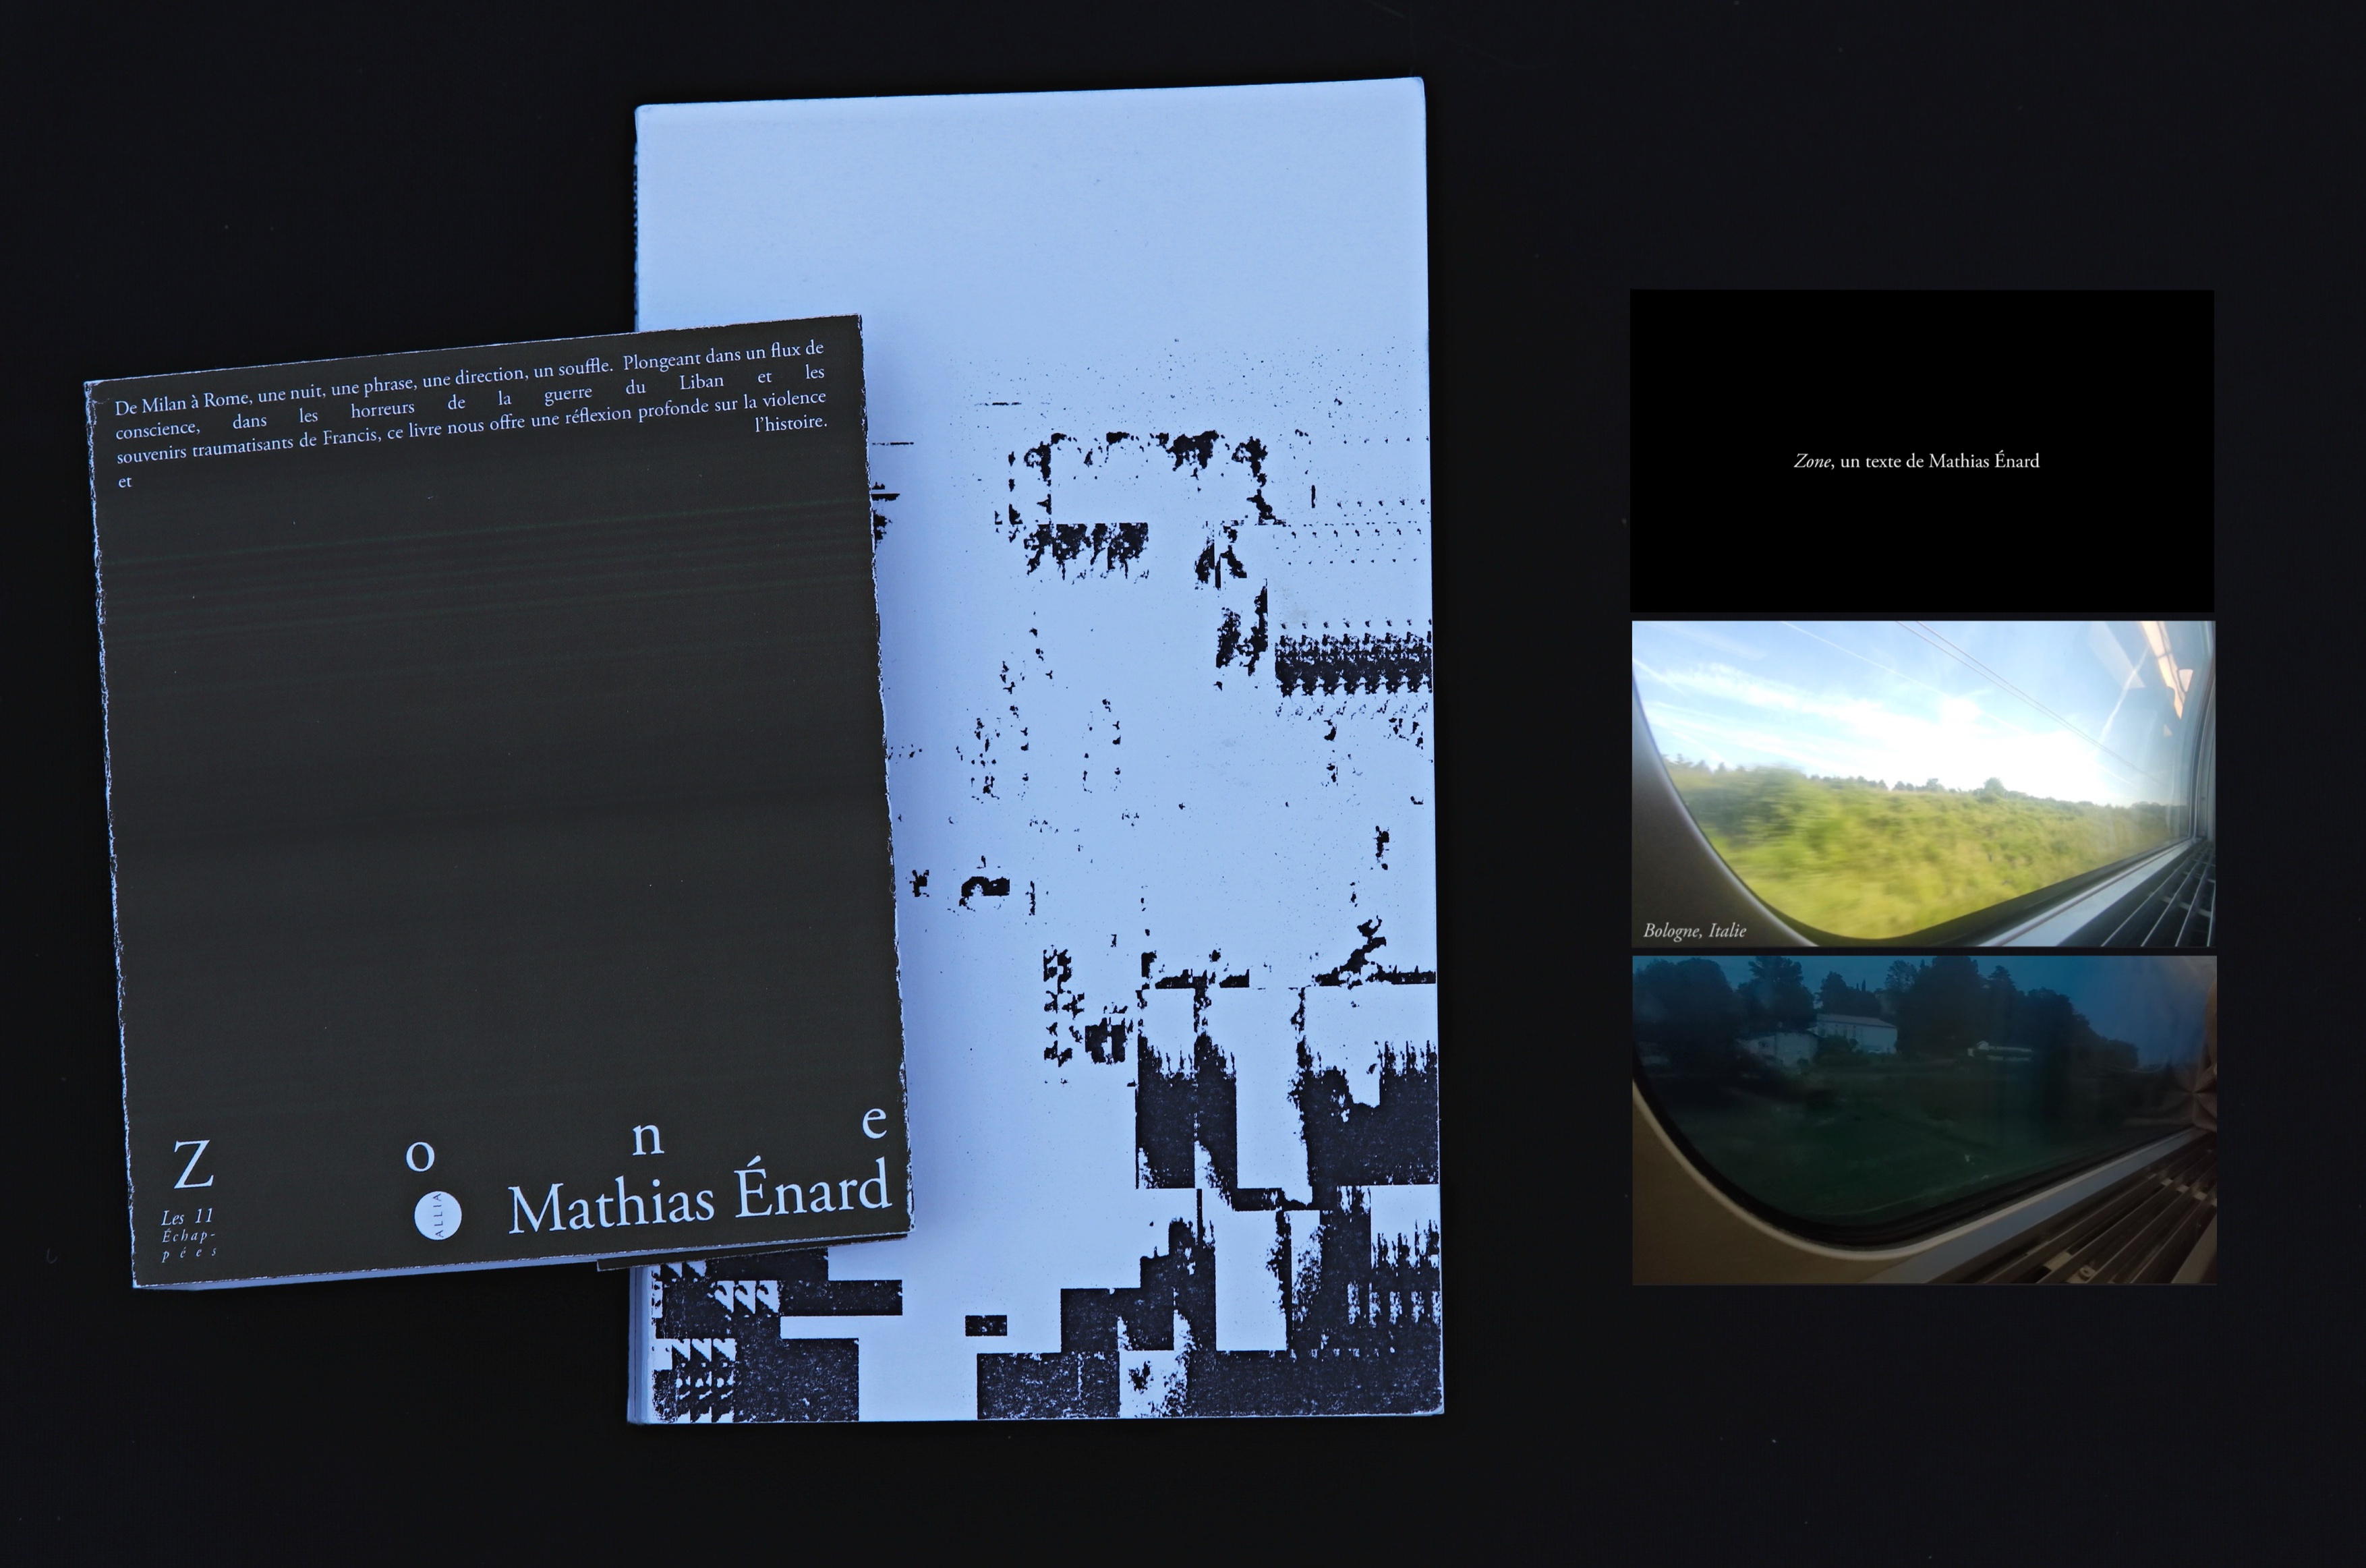 De Milan à Rome, une nuit, une phrase, une direction, un souffle. Plongeant dans un flux de
conscience, dans les horreurs de la guerre du Liban et les
souvenirs traumatisants de Francis, ce livre nous offre une réflexion profonde sur la violence
et l'histoire.
Zone
ALLIA
Mathias Énard
Les 11
Échap-
pées
Zone, un texte de Mathias Énard
Bologne, Italie